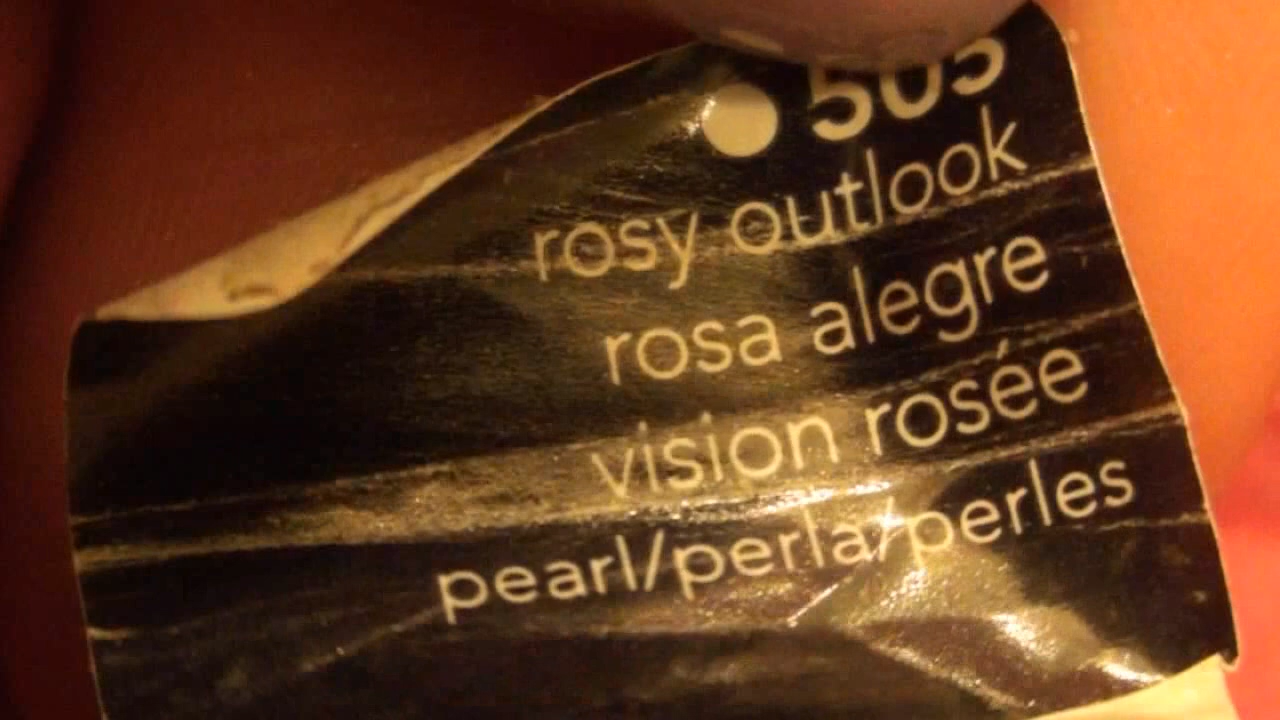 505
rosy outlook
rosa alegre
vision rosée
pearl/perla/perles